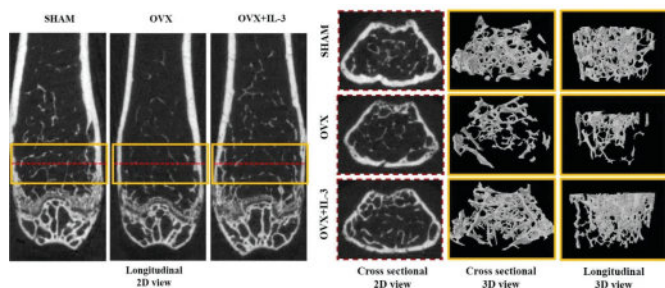 SHAM
OVX
OVX+IL-3
Longitudinal
2D view
SHAM
OVX
OVX+IL-3
Cross sectional
2D view
Cross sectional
3D view
Longitudinal
3D view